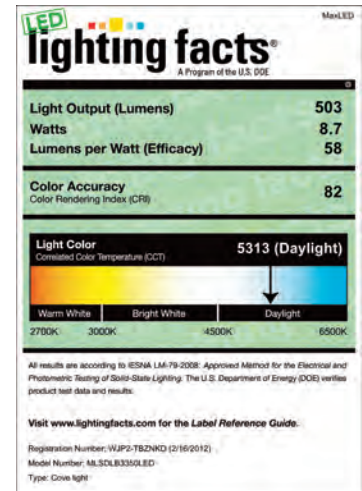 MaxLED
LED
lighting facts®
A Program of the U.S. DOE
Light Output (Lumens) 503
Watts 8.7
Lumens per Watt (Efficacy) 58
Color Accuracy 82
Color Rendering Index (CRI)
Light Color
Correlated Color Temperature (CCT)
5313 (Daylight)
Warm White Bright White Daylight
2700K 3000K 4500K 6500K
All results are according to IESNA LM-79-2008: Approved Method for the Electrical and
Photometric Testing of Solid-State Lighting. The U.S. Department of Energy (DOE) verifies
product test data and results.
Visit www.lightingfacts.com for the Label Reference Guide.
Registration Number: WJP2-TBZNKD (2/16/2012)
Model Number: MLSDLB3350LED
Type: Cove light